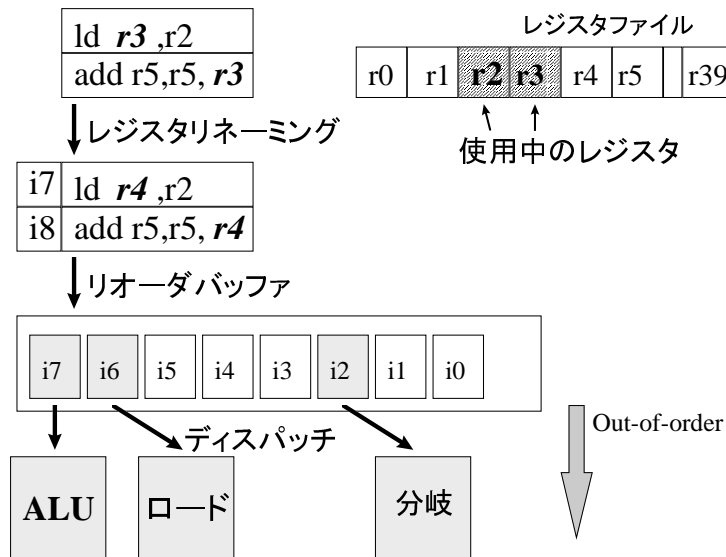 ld r3 ,r2
add r5,r5, r3
レジスタファイル
r0 r1 r2 r3 r4 r5 r39
使用中のレジスタ
レジスタリネーミング
i7 ld r4 ,r2
i8 add r5,r5, r4
リオーダバッファ
i7 i6 i5 i4 i3 i2 i1 i0
ディスパッチ
Out-of-order
ALU ロード 分岐